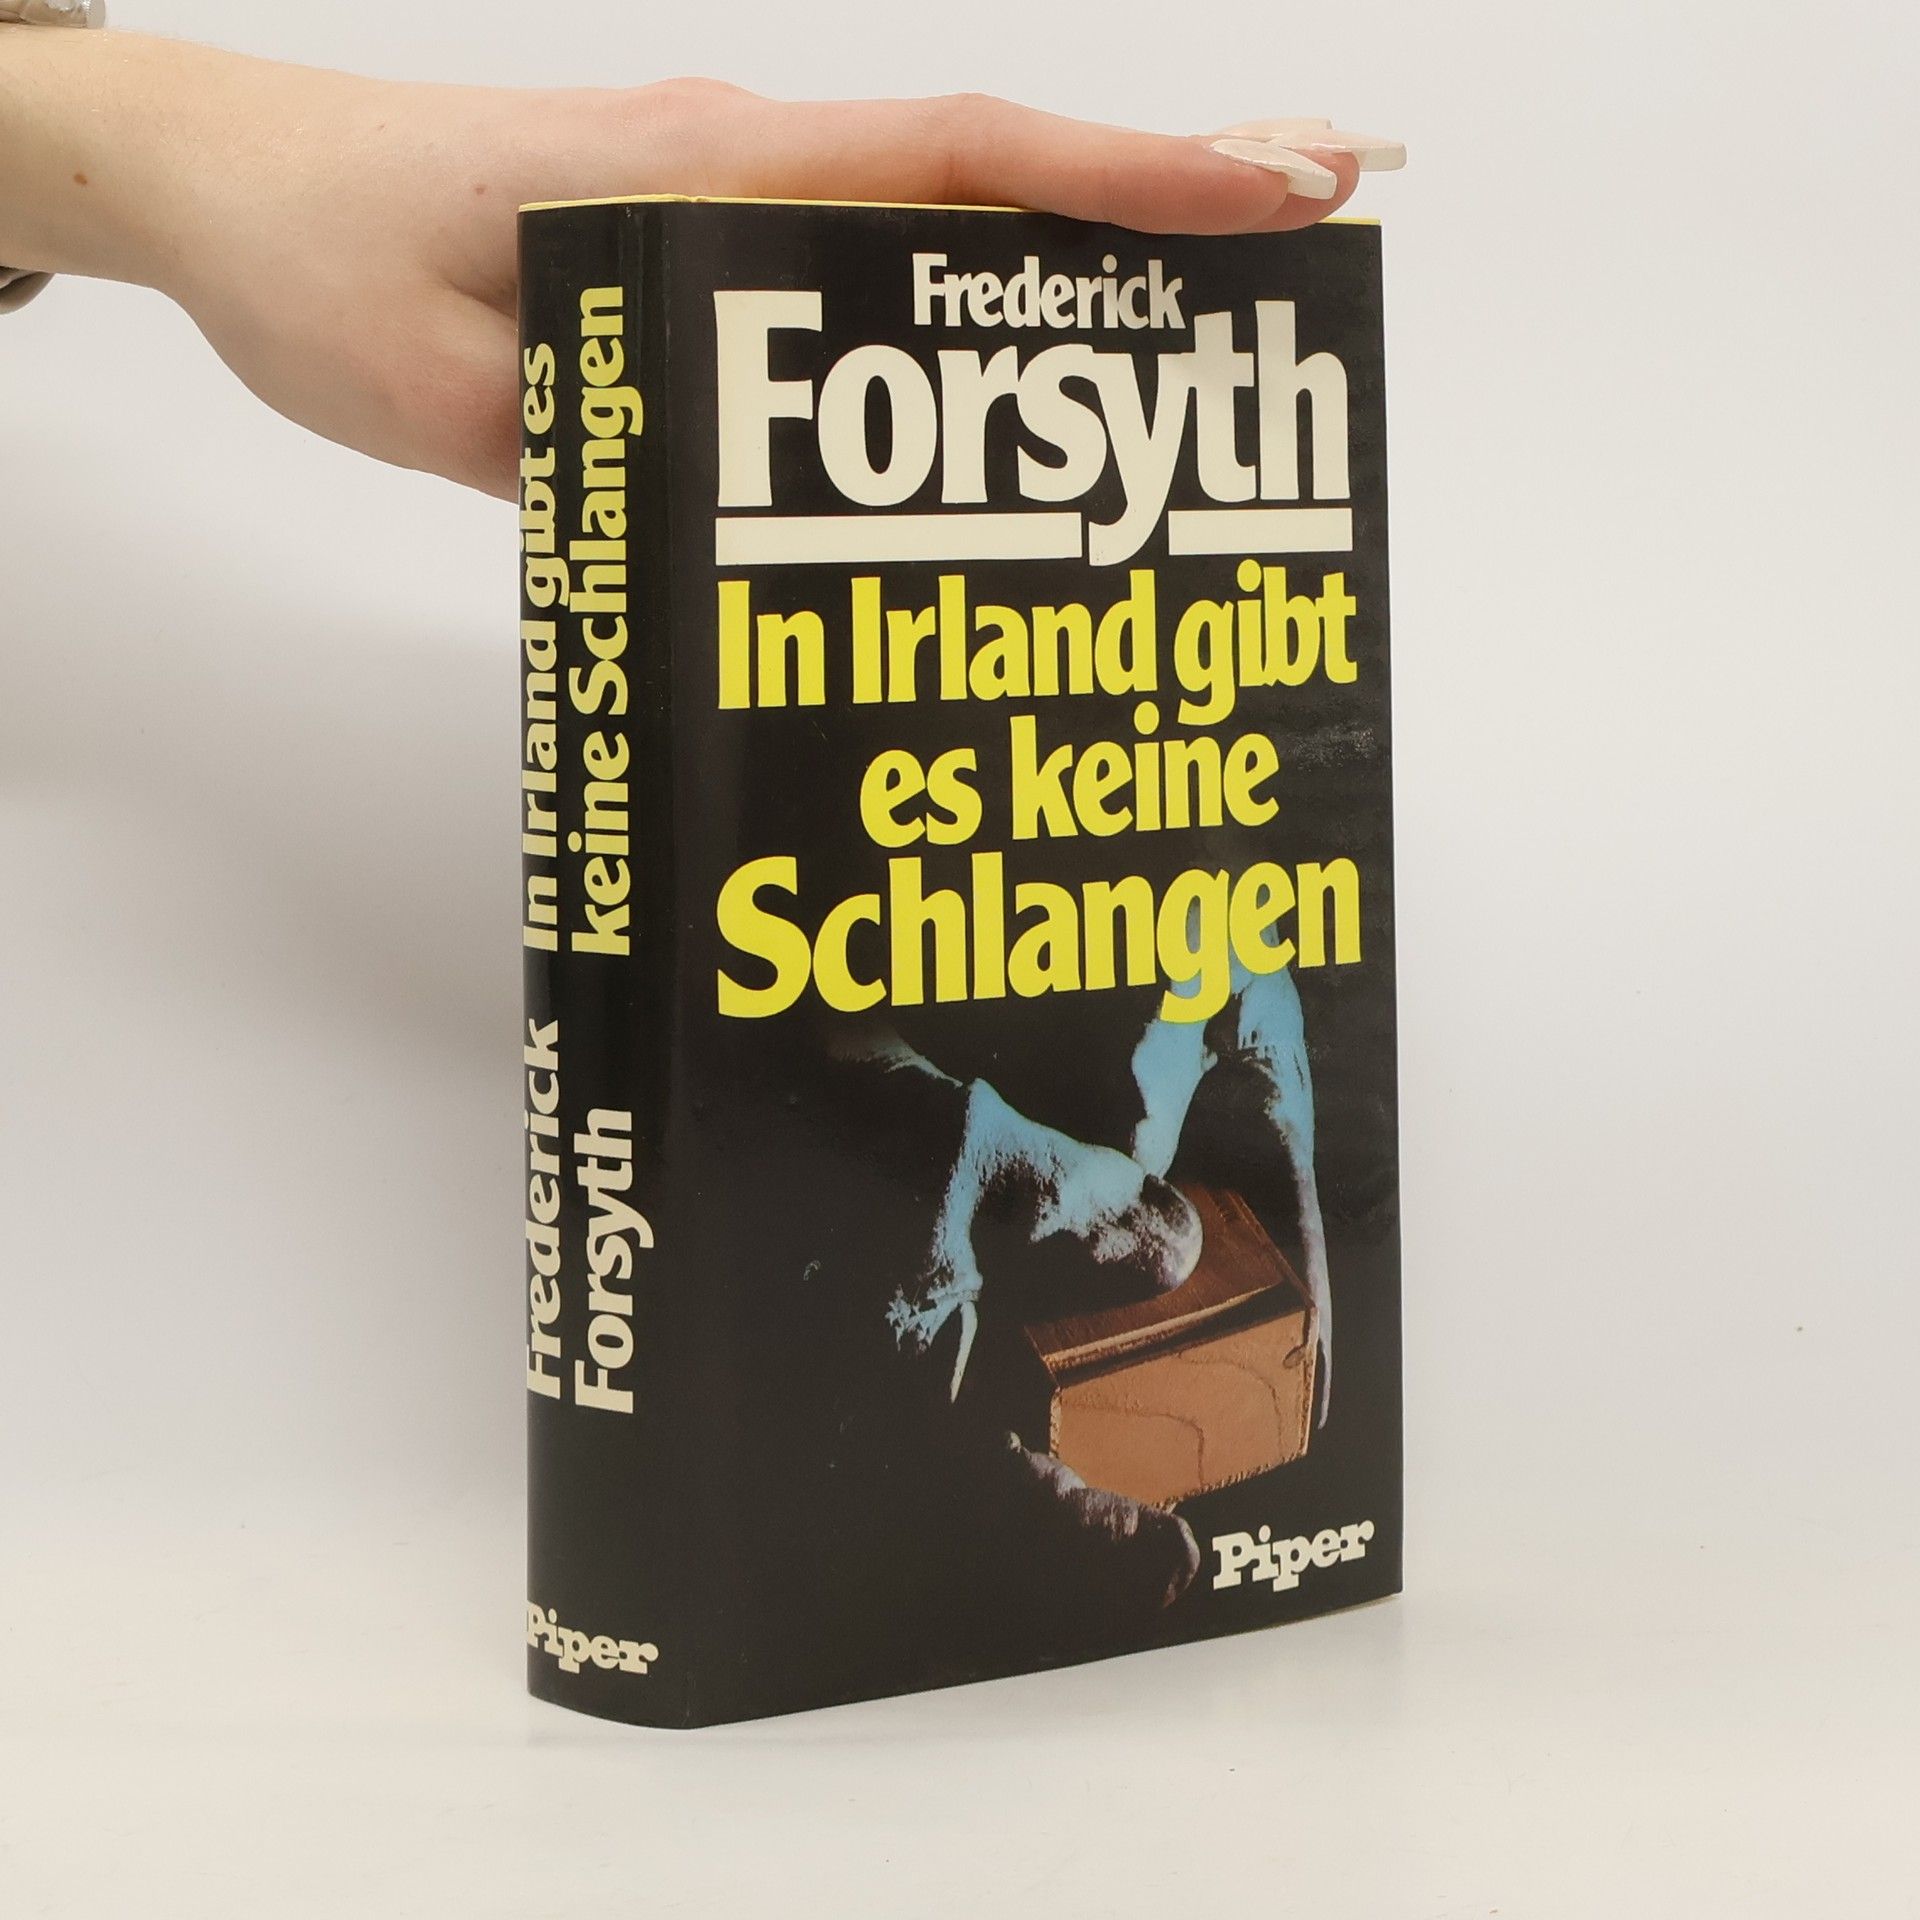 Frederick
Forsyth
In Irland gibt
es keine
Schlangen
Piper
In Irland gibt es
keine Schlangen
Frederick
Forsyth
Piper